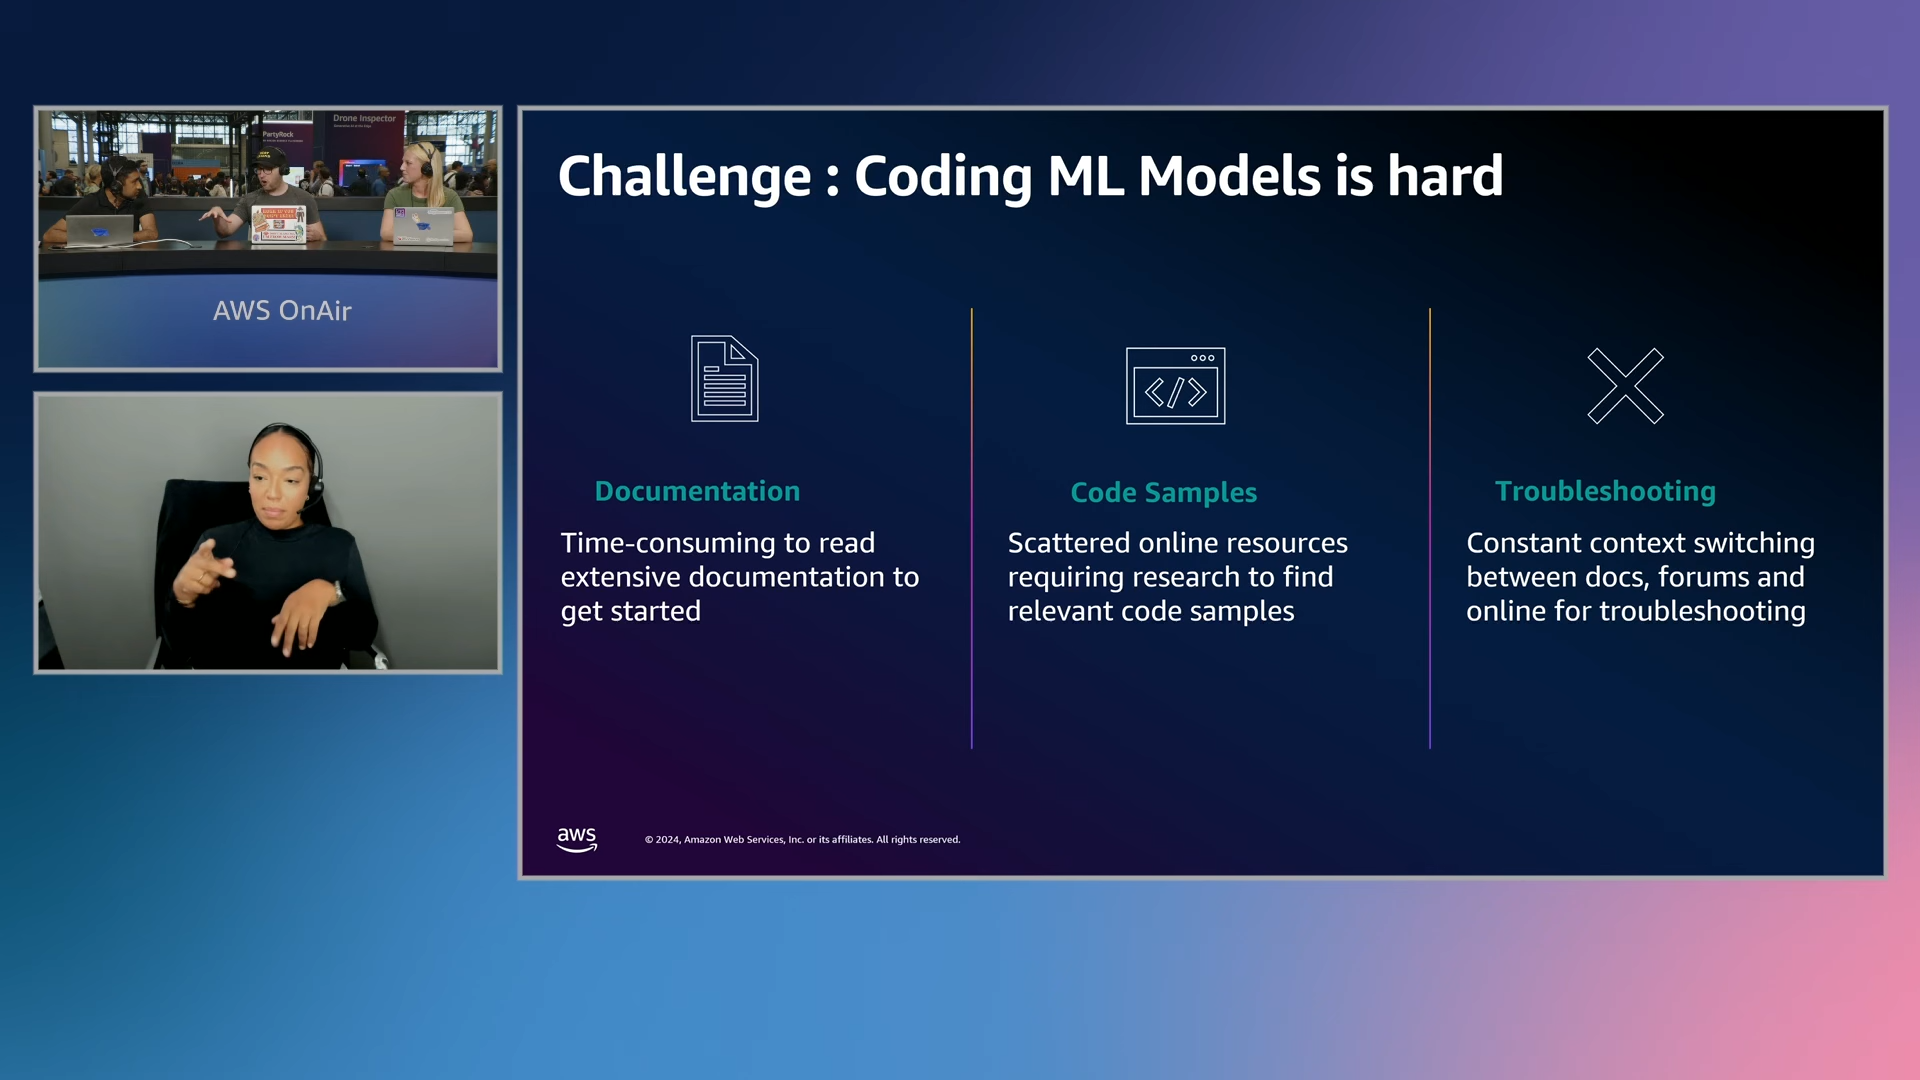 PartyRock
Drone Inspector
AWS OnAir
Challenge : Coding ML Models is hard
</>
Documentation
Time-consuming to read
extensive documentation to
get started
Code Samples
Scattered online resources
requiring research to find
relevant code samples
Troubleshooting
Constant context switching
between docs, forums and
online for troubleshooting
aws
© 2024, Amazon Web Services, Inc. or its affiliates. All rights reserved.